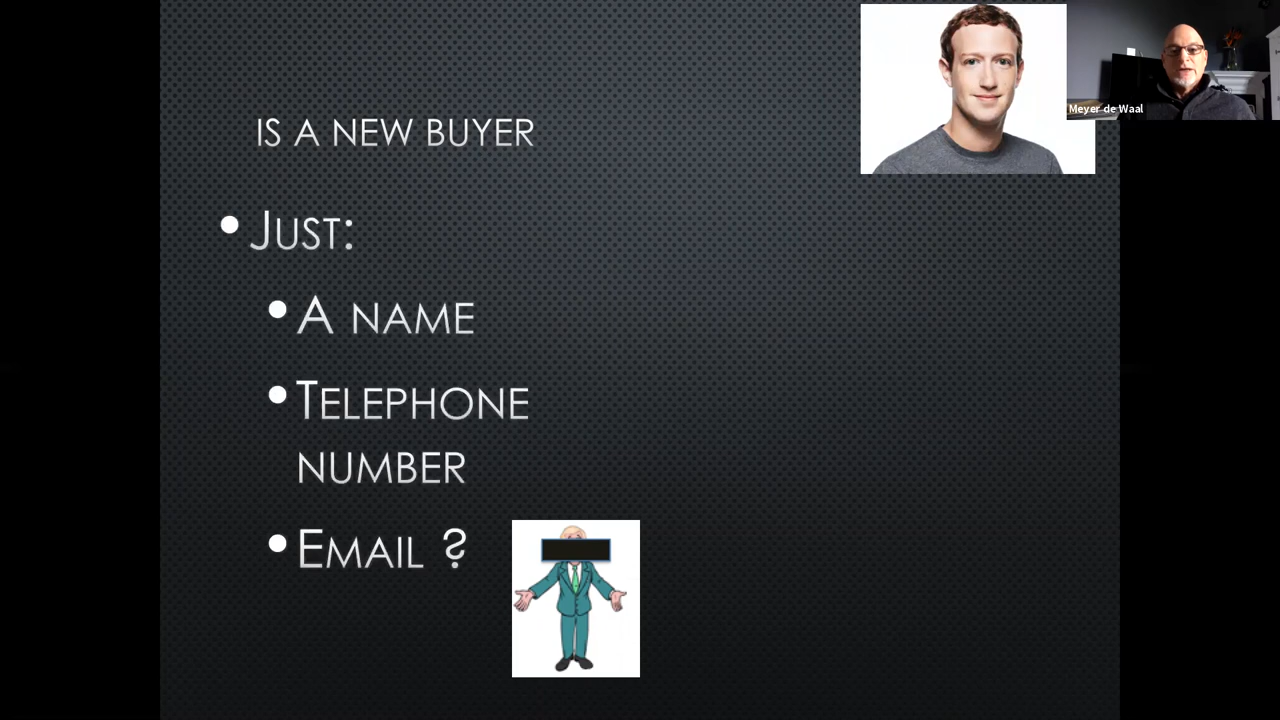 IS A NEW BUYER
Meyer de Waal
• JUST:
• A NAME
• TELEPHONE
NUMBER
• EMAIL ?